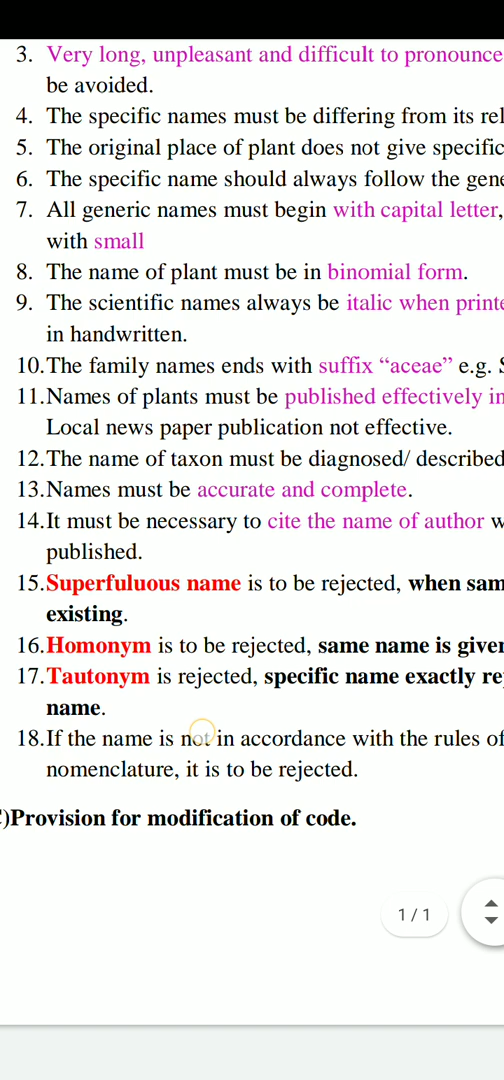 3. Very long, unpleasant and difficult to pronounce
be avoided.
4. The specific names must be differing from its rel
5. The original place of plant does not give specific
6. The specific name should always follow the gene
7. All generic names must begin with capital letter,
with small
8. The name of plant must be in binomial form.
9. The scientific names always be italic when printe
in handwritten.
10.The family names ends with suffix “aceae” e.g. S
11.Names of plants must be published effectively in
Local news paper publication not effective.
12.The name of taxon must be diagnosed/ described
13.Names must be accurate and complete.
14.It must be necessary to cite the name of author w
published.
15.Superfuluous name is to be rejected, when sam
existing.
16.Homonym is to be rejected, same name is given
17.Tautonym is rejected, specific name exactly re
name.
18.If the name is not in accordance with the rules of
nomenclature, it is to be rejected.
)Provision for modification of code.
1 / 1